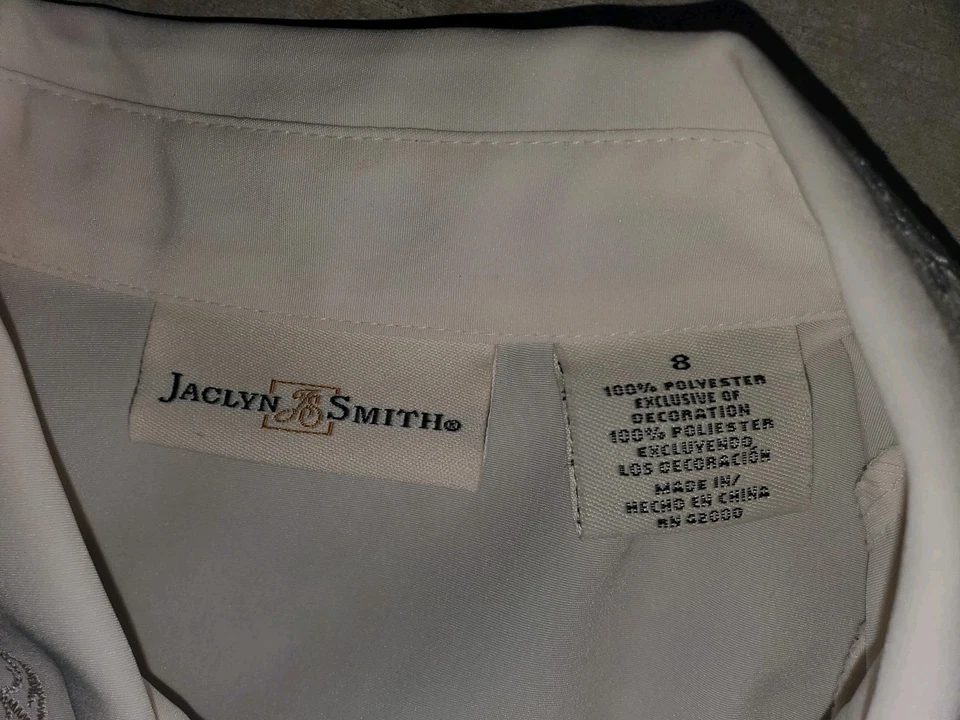 JACLYN JS SMITH®
8
100% POLYESTER
EXCLUSIVE OF
DECORATION
100% POLIESTER
EXCLUYENDO,
LOS DECORACIÓN
MADE IN/
HECHO EN CHINA
RN 42000